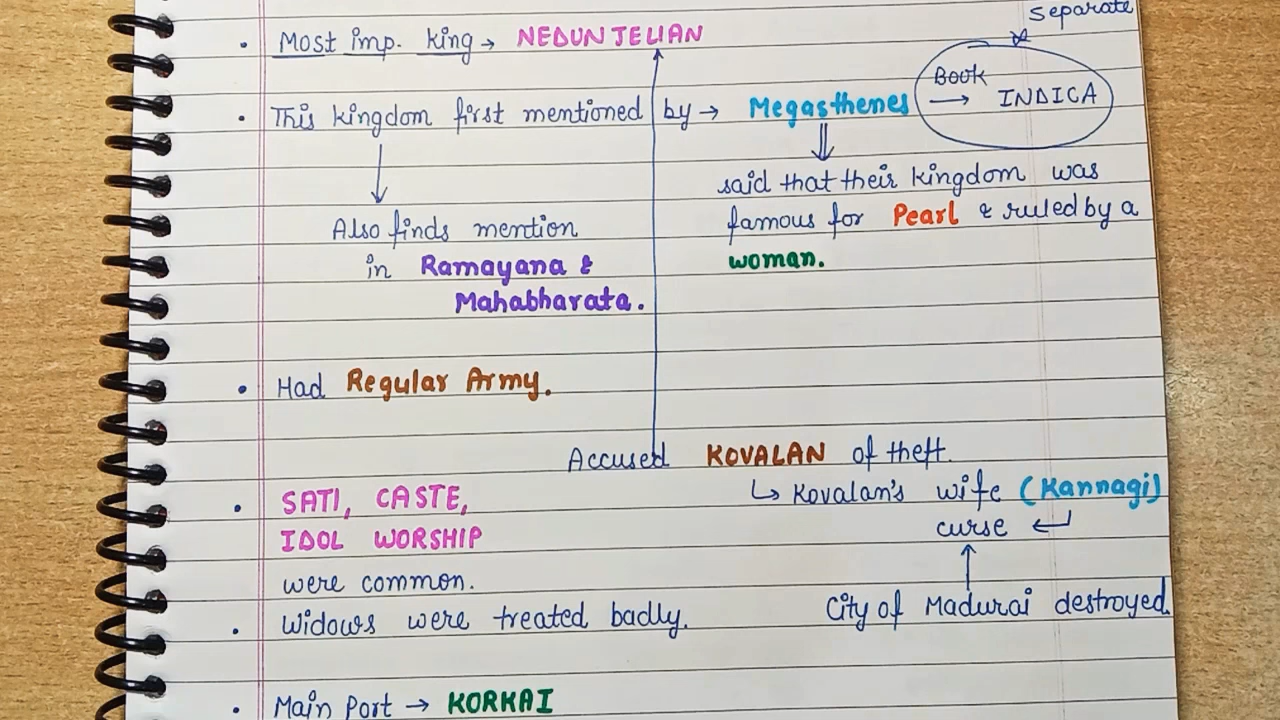 separate
• Most imp. king → NEDUNJELIAN
• This kingdom first mentioned by → Megasthenes
Book → INDICA
said that their kingdom was
famous for Pearl & ruled by a
woman.
Also finds mention
in Ramayana &
Mahabharata.
• Had Regular Army.
Accused KOVALAN of theft.
↳ Kovalan's wife (Kannagi)
curse ↵
↑
City of Madurai destroyed.
• SATI, CASTE,
IDOL WORSHIP
were common.
• Widows were treated badly.
• Main Port → KORKAI